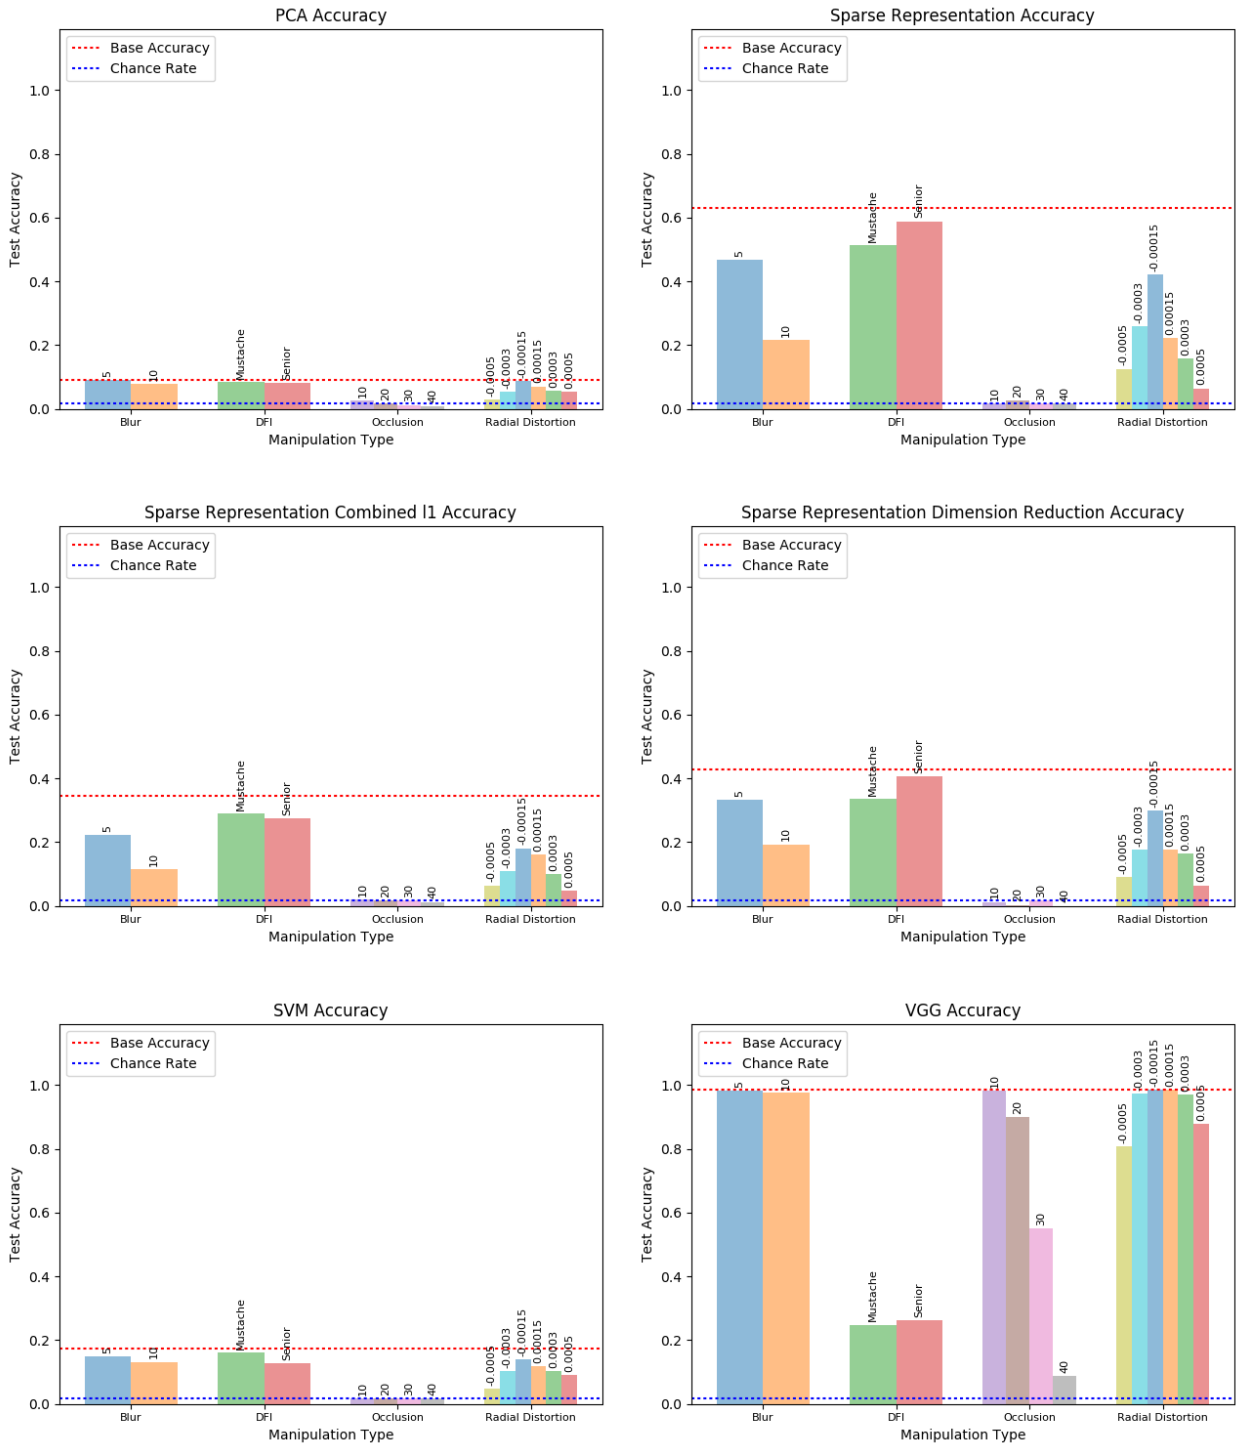 PCA Accuracy
Base Accuracy
Chance Rate
1.0
0.8
0.6
0.4
0.2
0.0
Test Accuracy
5
10
Mustache
Senior
10
20
30
40
-0.0005
-0.0003
-0.00015
0.00015
0.0003
0.0005
Blur
DFI
Occlusion
Radial Distortion
Manipulation Type
Sparse Representation Accuracy
Base Accuracy
Chance Rate
1.0
0.8
0.6
0.4
0.2
0.0
Test Accuracy
5
10
Mustache
Senior
10
20
30
40
-0.0005
-0.0003
-0.00015
0.00015
0.0003
0.0005
Blur
DFI
Occlusion
Radial Distortion
Manipulation Type
Sparse Representation Combined l1 Accuracy
Base Accuracy
Chance Rate
1.0
0.8
0.6
0.4
0.2
0.0
Test Accuracy
5
10
Mustache
Senior
10
20
30
40
-0.0005
-0.0003
-0.00015
0.00015
0.0003
0.0005
Blur
DFI
Occlusion
Radial Distortion
Manipulation Type
Sparse Representation Dimension Reduction Accuracy
Base Accuracy
Chance Rate
1.0
0.8
0.6
0.4
0.2
0.0
Test Accuracy
5
10
Mustache
Senior
10
20
30
40
-0.0005
-0.0003
-0.00015
0.00015
0.0003
0.0005
Blur
DFI
Occlusion
Radial Distortion
Manipulation Type
SVM Accuracy
Base Accuracy
Chance Rate
1.0
0.8
0.6
0.4
0.2
0.0
Test Accuracy
5
10
Mustache
Senior
10
20
30
40
-0.0005
-0.0003
-0.00015
0.00015
0.0003
0.0005
Blur
DFI
Occlusion
Radial Distortion
Manipulation Type
VGG Accuracy
Base Accuracy
Chance Rate
1.0
0.8
0.6
0.4
0.2
0.0
Test Accuracy
5
10
Mustache
Senior
10
20
30
40
-0.0005
-0.0003
-0.00015
0.00015
0.0003
0.0005
Blur
DFI
Occlusion
Radial Distortion
Manipulation Type